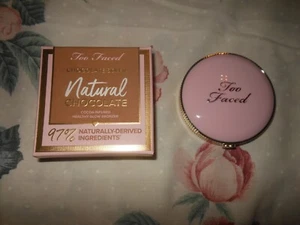 Too Faced
Natural
CHOCOLATE
97% NATURALLY-DERIVED
INGREDIENTS
Too
Faced